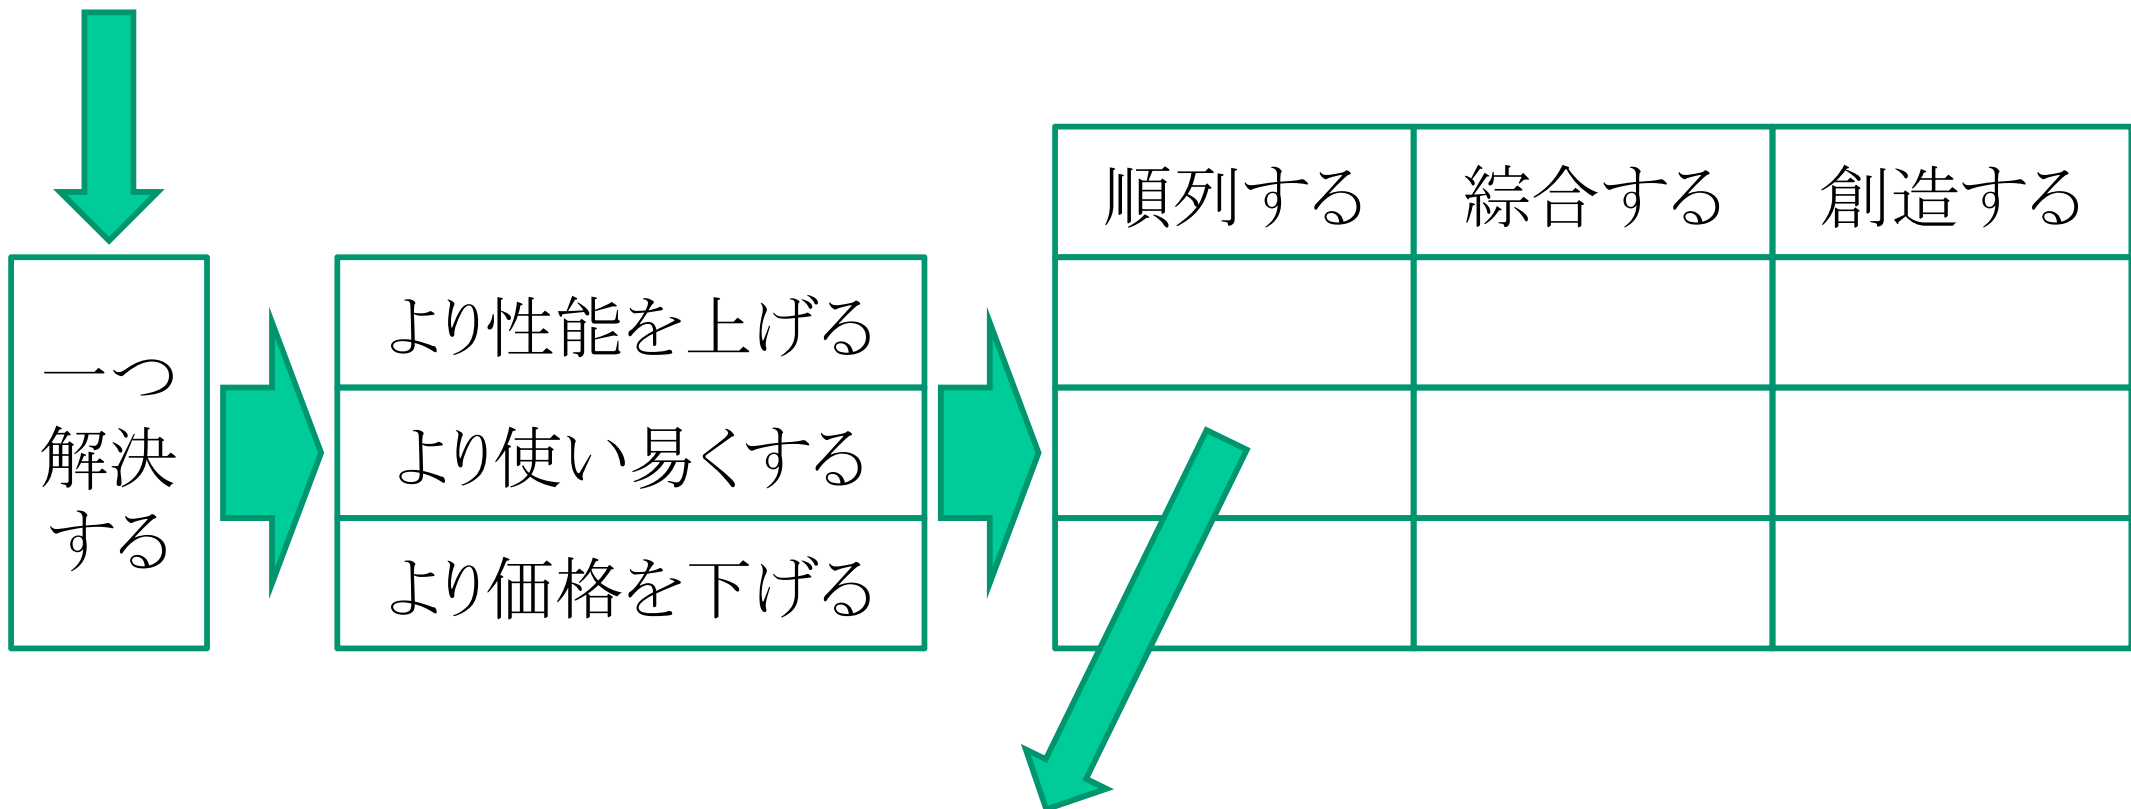 一つ
解決
する
より性能を上げる
より使い易くする
より価格を下げる
順列する
綜合する
創造する